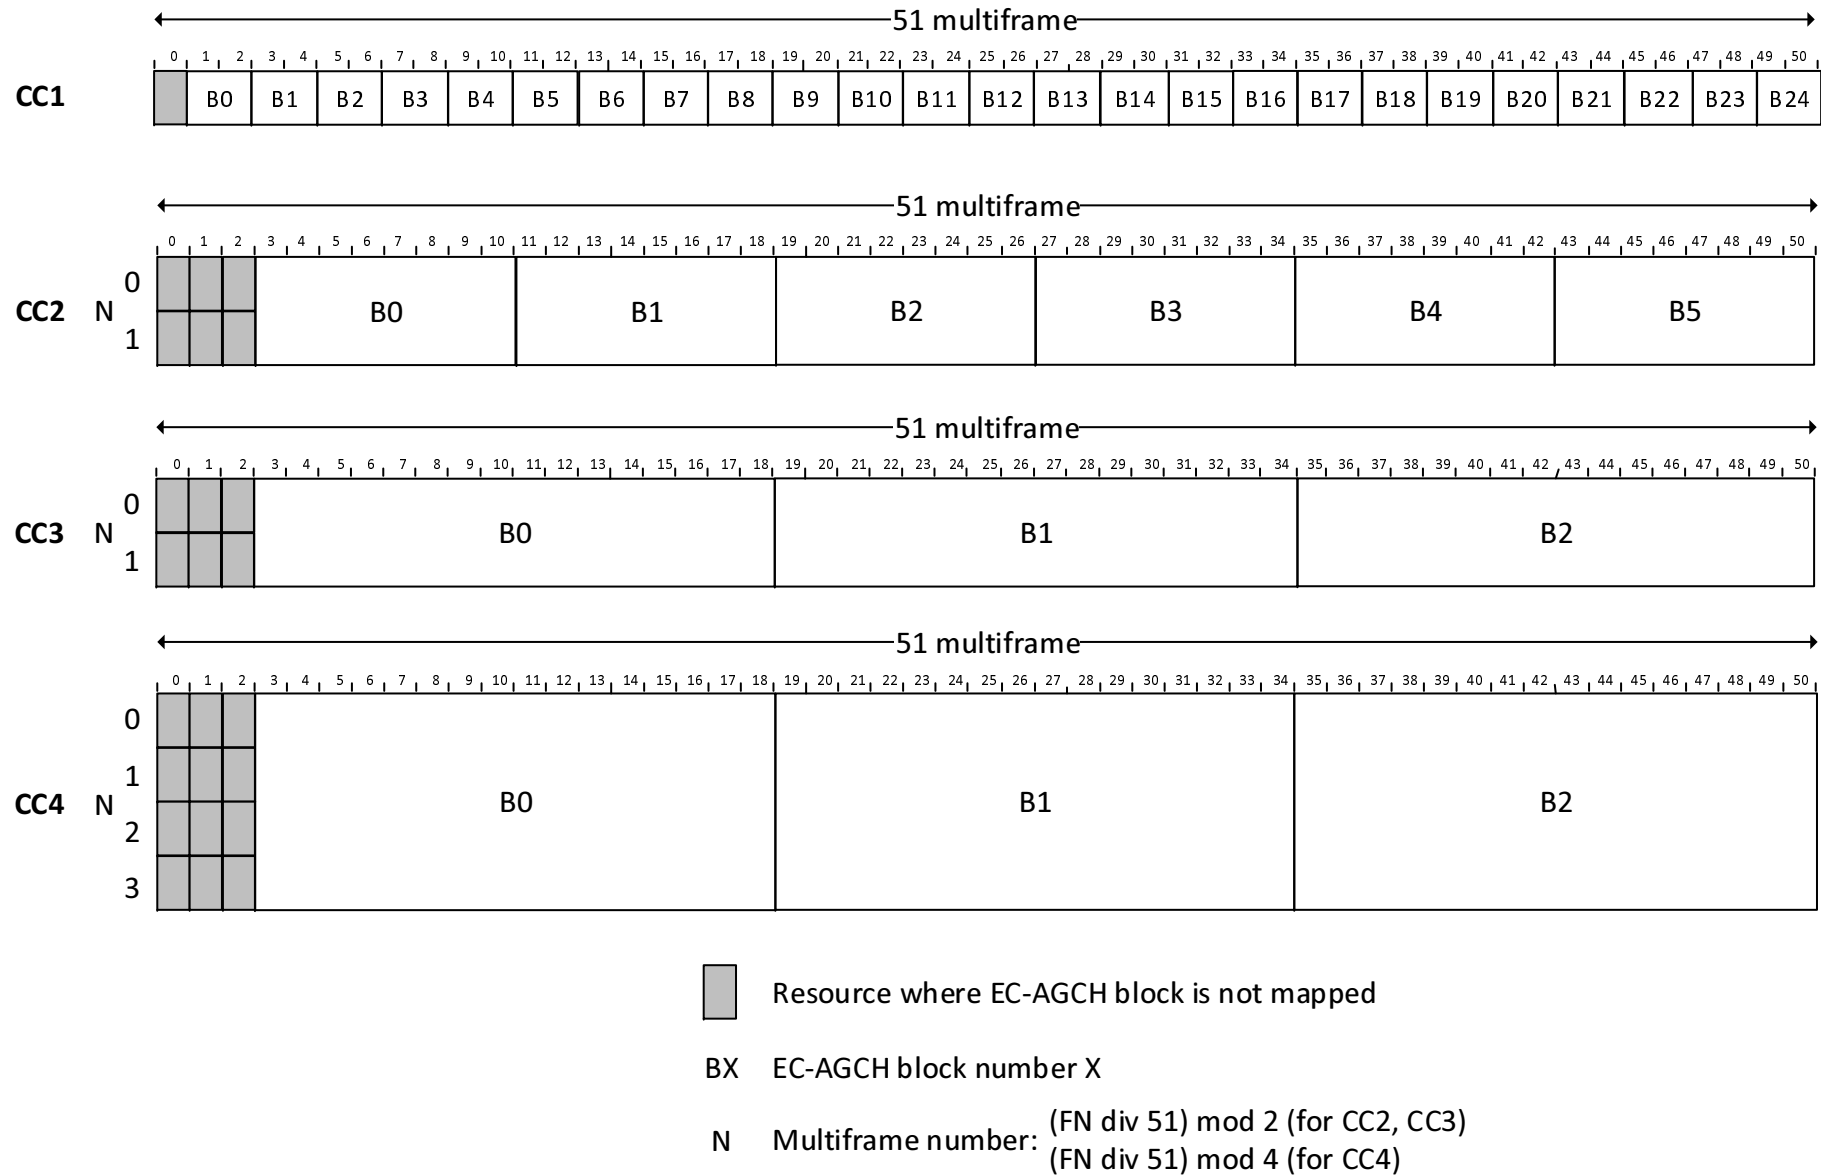 51 multiframe
0 1 2 3 4 5 6 7 8 9 10 11 12 13 14 15 16 17 18 19 20 21 22 23 24 25 26 27 28 29 30 31 32 33 34 35 36 37 38 39 40 41 42 43 44 45 46 47 48 49 50
CC1 B0 B1 B2 B3 B4 B5 B6 B7 B8 B9 B10 B11 B12 B13 B14 B15 B16 B17 B18 B19 B20 B21 B22 B23 B24
51 multiframe
0 1 2 3 4 5 6 7 8 9 10 11 12 13 14 15 16 17 18 19 20 21 22 23 24 25 26 27 28 29 30 31 32 33 34 35 36 37 38 39 40 41 42 43 44 45 46 47 48 49 50
0
CC2 N B0 B1 B2 B3 B4 B5
1
51 multiframe
0 1 2 3 4 5 6 7 8 9 10 11 12 13 14 15 16 17 18 19 20 21 22 23 24 25 26 27 28 29 30 31 32 33 34 35 36 37 38 39 40 41 42 43 44 45 46 47 48 49 50
0
CC3 N B0 B1 B2
1
51 multiframe
0 1 2 3 4 5 6 7 8 9 10 11 12 13 14 15 16 17 18 19 20 21 22 23 24 25 26 27 28 29 30 31 32 33 34 35 36 37 38 39 40 41 42 43 44 45 46 47 48 49 50
0
1
CC4 N B0 B1 B2
2
3
Resource where EC-AGCH block is not mapped
BX EC-AGCH block number X
(FN div 51) mod 2 (for CC2, CC3)
N Multiframe number:
(FN div 51) mod 4 (for CC4)